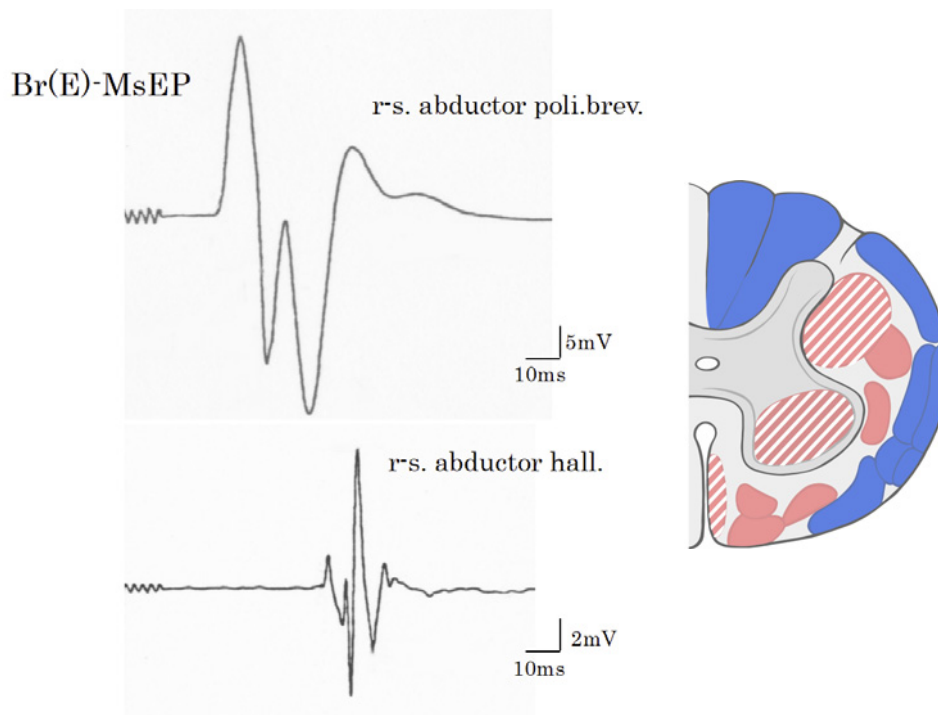 Br(E)-MsEP
r-s. abductor poli.brev.
5mV
10ms
r-s. abductor hall.
2mV
10ms